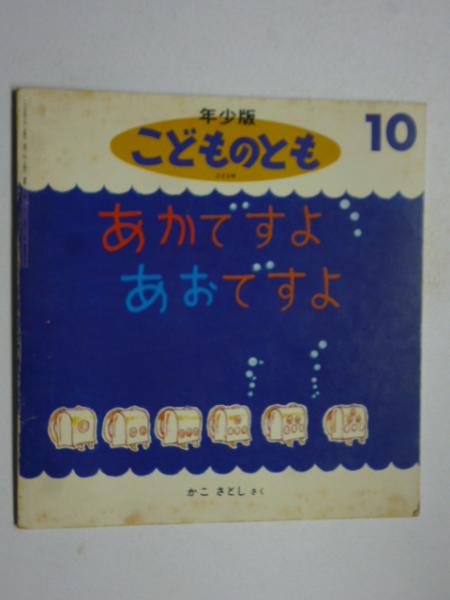 年少版
こどものとも
10
あかですよ
あおですよ
かこ さとし さく